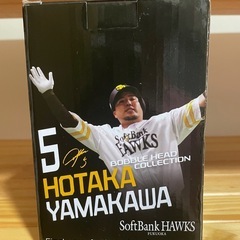 SoftBank
HAWKS
5
BOBBLE HEAD
COLLECTION
HOTAKA
YAMAKAWA
SoftBank HAWKS
FUKUOKA